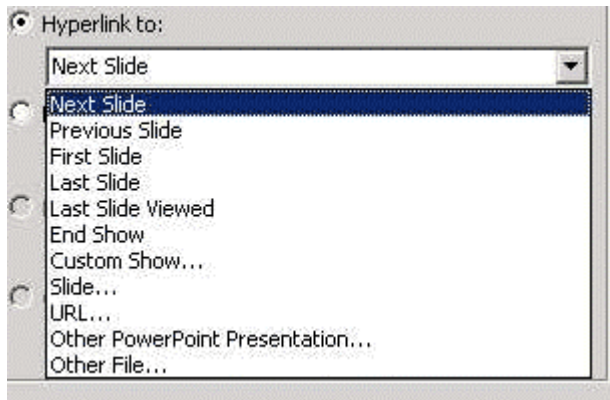 Hyperlink to:
Next Slide
Next Slide
Previous Slide
First Slide
Last Slide
Last Slide Viewed
End Show
Custom Show...
Slide...
URL...
Other PowerPoint Presentation...
Other File...